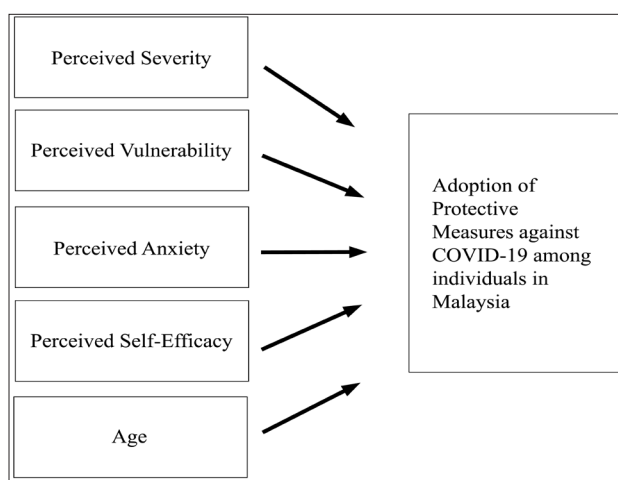 Perceived Severity
Perceived Vulnerability
Perceived Anxiety
Perceived Self-Efficacy
Age
Adoption of
Protective
Measures against
COVID-19 among
individuals in
Malaysia